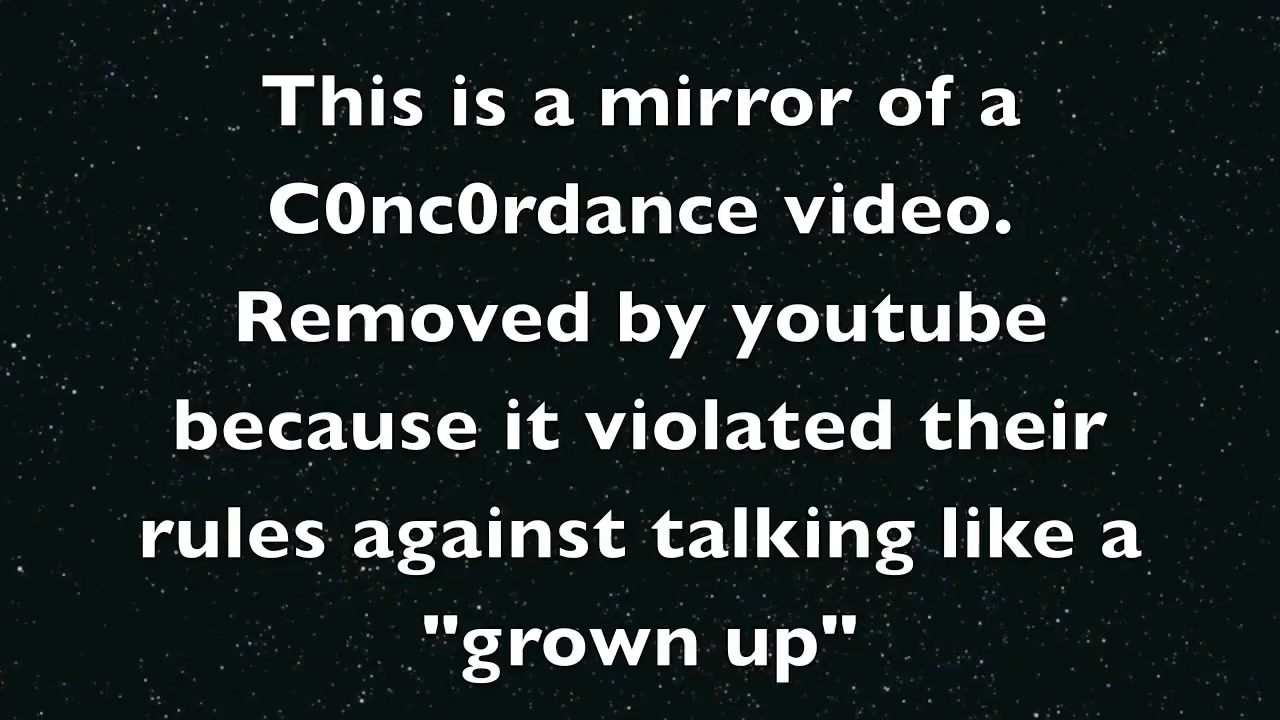 This is a mirror of a
C0nc0rdance video.
Removed by youtube
because it violated their
rules against talking like a
"grown up"